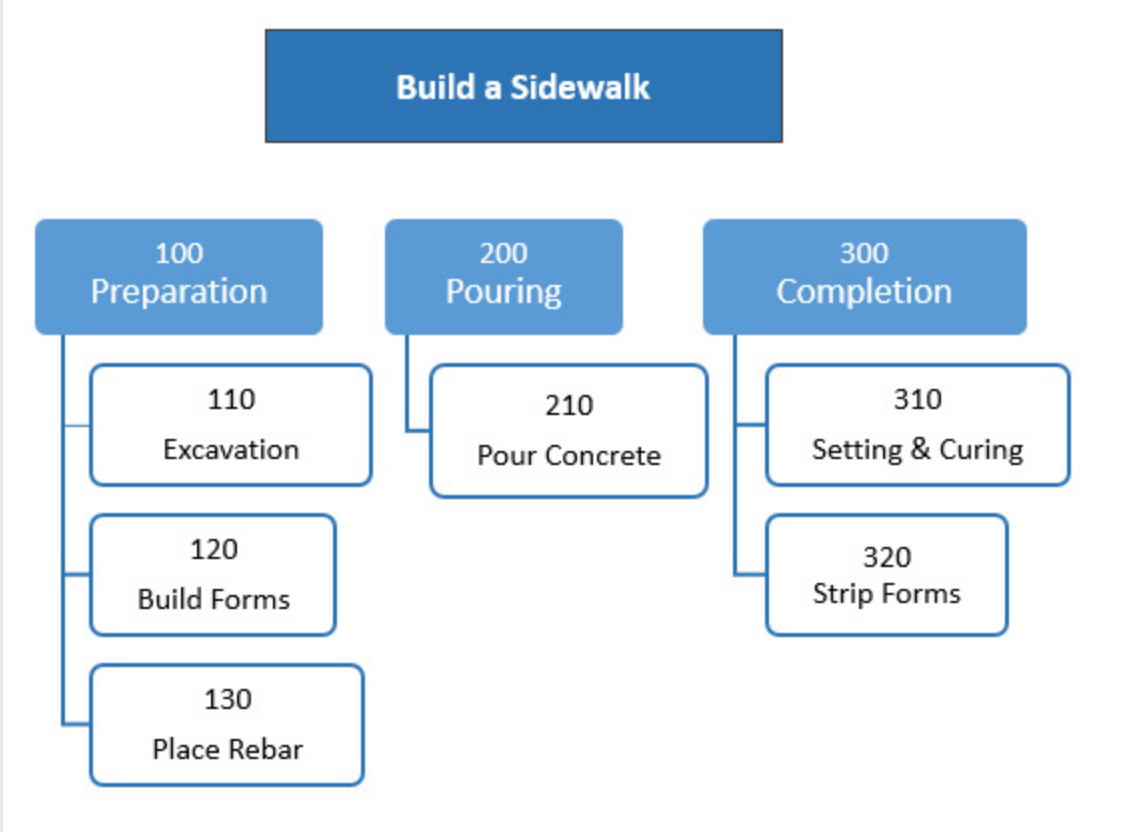 Build a Sidewalk
100
Preparation
110
Excavation
120
Build Forms
130
Place Rebar
200
Pouring
210
Pour Concrete
300
Completion
310
Setting & Curing
320
Strip Forms